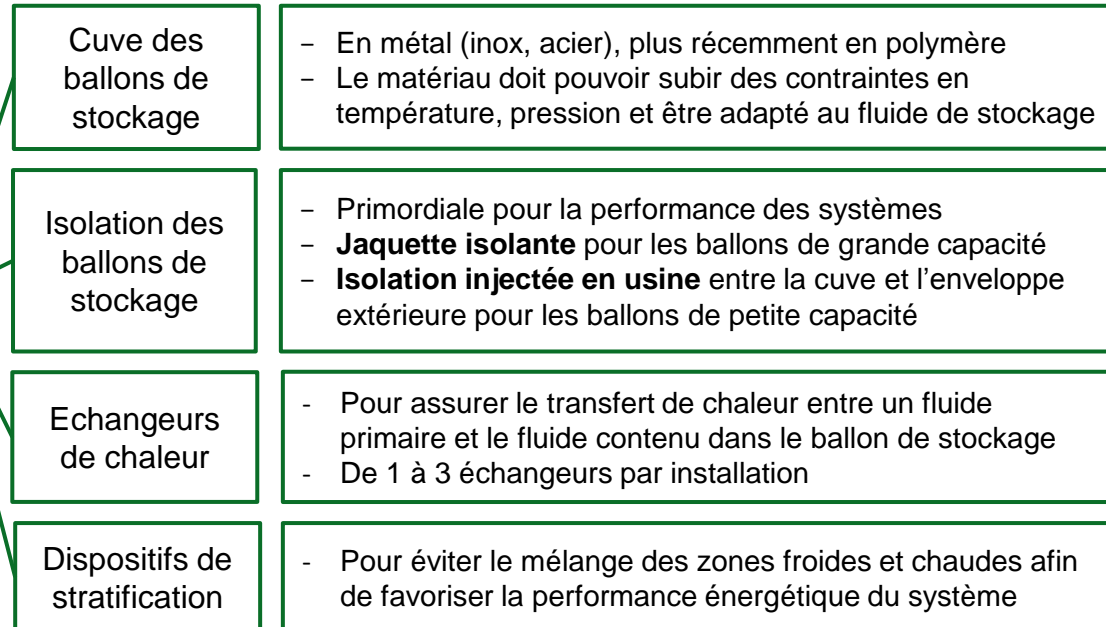 Cuve des
ballons de
stockage
– En métal (inox, acier), plus récemment en polymère
– Le matériau doit pouvoir subir des contraintes en
température, pression et être adapté au fluide de stockage
Isolation des
ballons de
stockage
– Primordiale pour la performance des systèmes
– Jaquette isolante pour les ballons de grande capacité
– Isolation injectée en usine entre la cuve et l’enveloppe
extérieure pour les ballons de petite capacité
Echangeurs
de chaleur
- Pour assurer le transfert de chaleur entre un fluide
primaire et le fluide contenu dans le ballon de stockage
- De 1 à 3 échangeurs par installation
Dispositifs de
stratification
- Pour éviter le mélange des zones froides et chaudes afin
de favoriser la performance énergétique du système